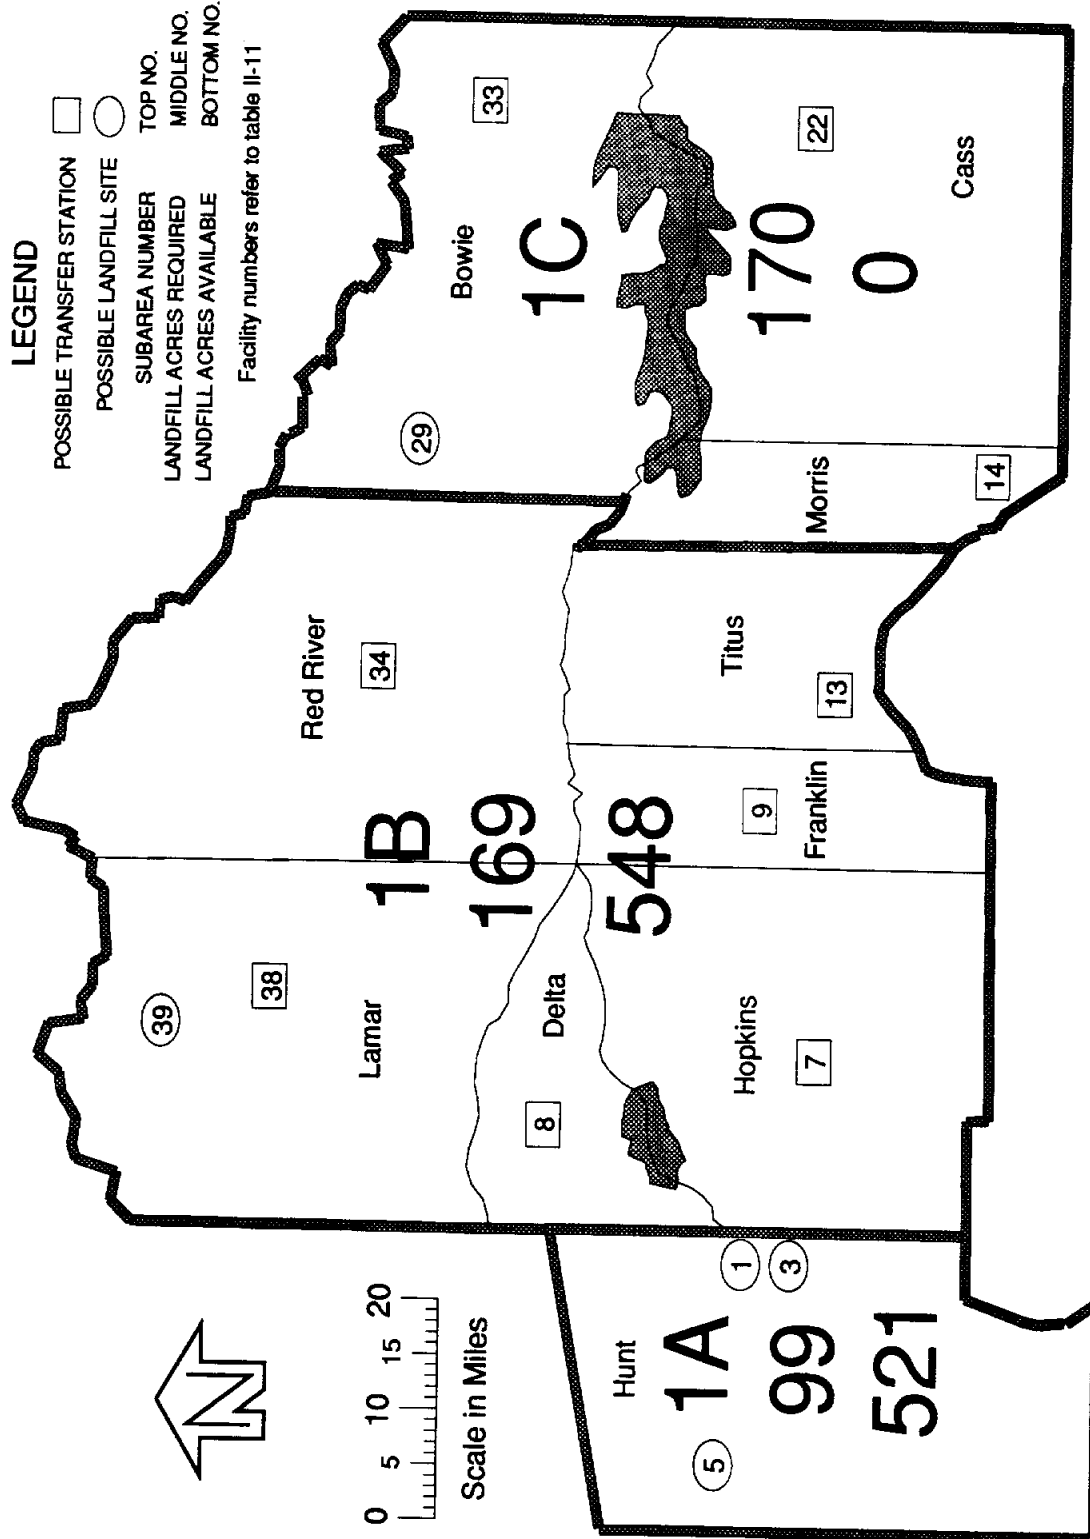 LEGEND
POSSIBLE TRANSFER STATION
POSSIBLE LANDFILL SITE
SUBAREA NUMBER TOP NO.
LANDFILL ACRES REQUIRED MIDDLE NO.
LANDFILL ACRES AVAILABLE BOTTOM NO.
Facility numbers refer to table II-11
N
0 5 10 15 20
Scale in Miles
39
38
Lamar
Red River
34
1B
169
548
29
Bowie
33
1C
8
Delta
Hunt
1A
99
521
5
1
3
Hopkins
7
9
Franklin
Titus
13
Morris
14
170
0
22
Cass